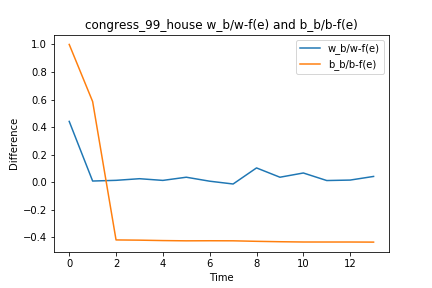 congress_99_house w_b/w-f(e) and b_b/b-f(e)
w_b/w-f(e)
b_b/b-f(e)
Difference
1.0
0.8
0.6
0.4
0.2
0.0
−0.2
−0.4
0 2 4 6 8 10 12
Time